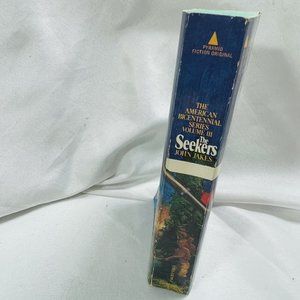 PYRAMID
FICTION ORIGINAL
THE
AMERICAN
BICENTENNIAL
SERIES
VOLUME III
The
Seekers
JOHN JAKES